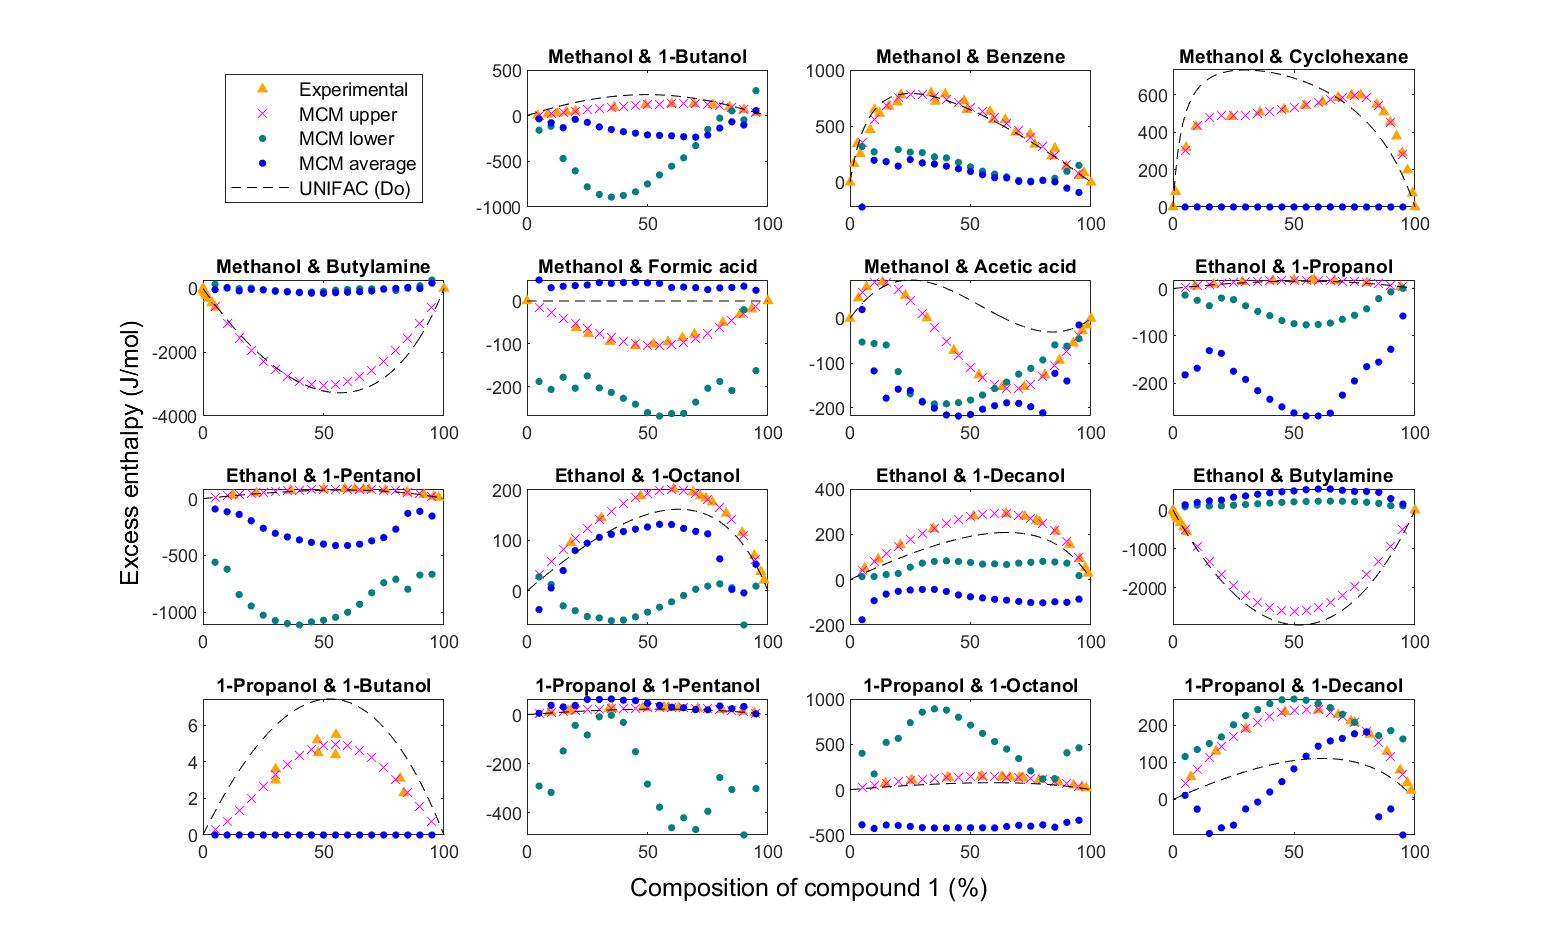 Methanol & 1-Butanol
Methanol & Benzene
Methanol & Cyclohexane
Experimental
MCM upper
MCM lower
MCM average
UNIFAC (Do)
500
0
-500
-1000
0 50 100
1000
500
0
0 50 100
600
400
200
0
0 50 100
Methanol & Butylamine
Methanol & Formic acid
Methanol & Acetic acid
Ethanol & 1-Propanol
0
-2000
-4000
0 50 100
0
-100
-200
0 50 100
0
-100
-200
0 50 100
0
-100
-200
0 50 100
Excess enthalpy (J/mol)
Ethanol & 1-Pentanol
Ethanol & 1-Octanol
Ethanol & 1-Decanol
Ethanol & Butylamine
0
-500
-1000
0 50 100
200
100
0
0 50 100
400
200
0
-200
0 50 100
0
-1000
-2000
0 50 100
1-Propanol & 1-Butanol
1-Propanol & 1-Pentanol
1-Propanol & 1-Octanol
1-Propanol & 1-Decanol
6
4
2
0
0 50 100
0
-200
-400
0 50 100
1000
500
0
-500
0 50 100
200
100
0
0 50 100
Composition of compound 1 (%)